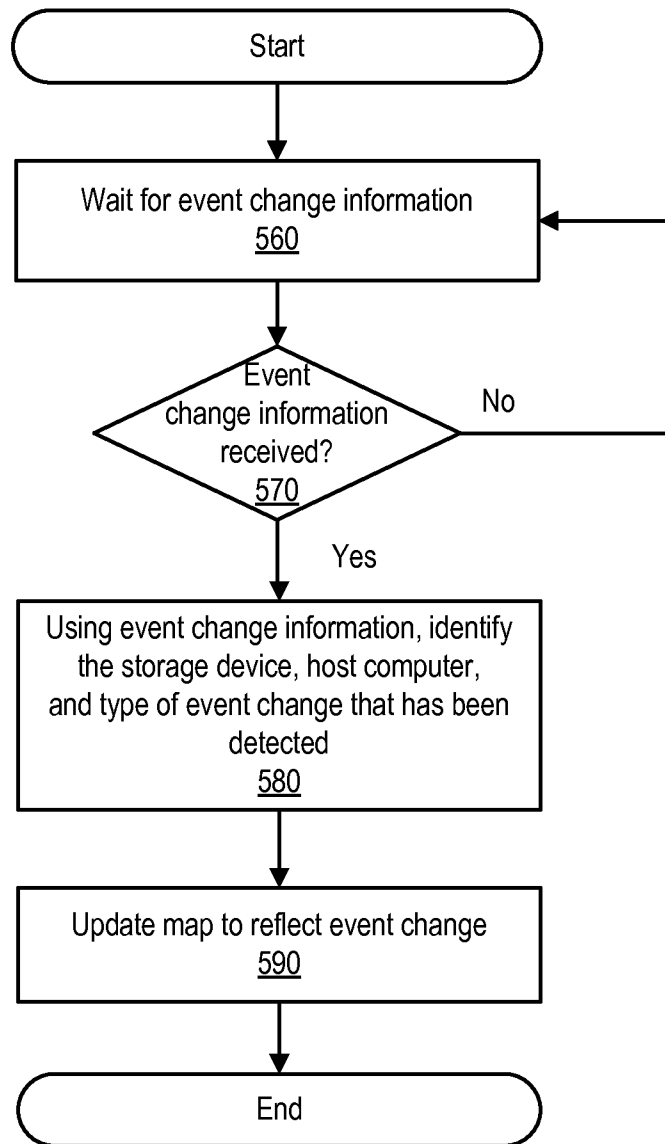 Start
Wait for event change information
560
Event
change information
received?
570
No
Yes
Using event change information, identify
the storage device, host computer,
and type of event change that has been
detected
580
Update map to reflect event change
590
End